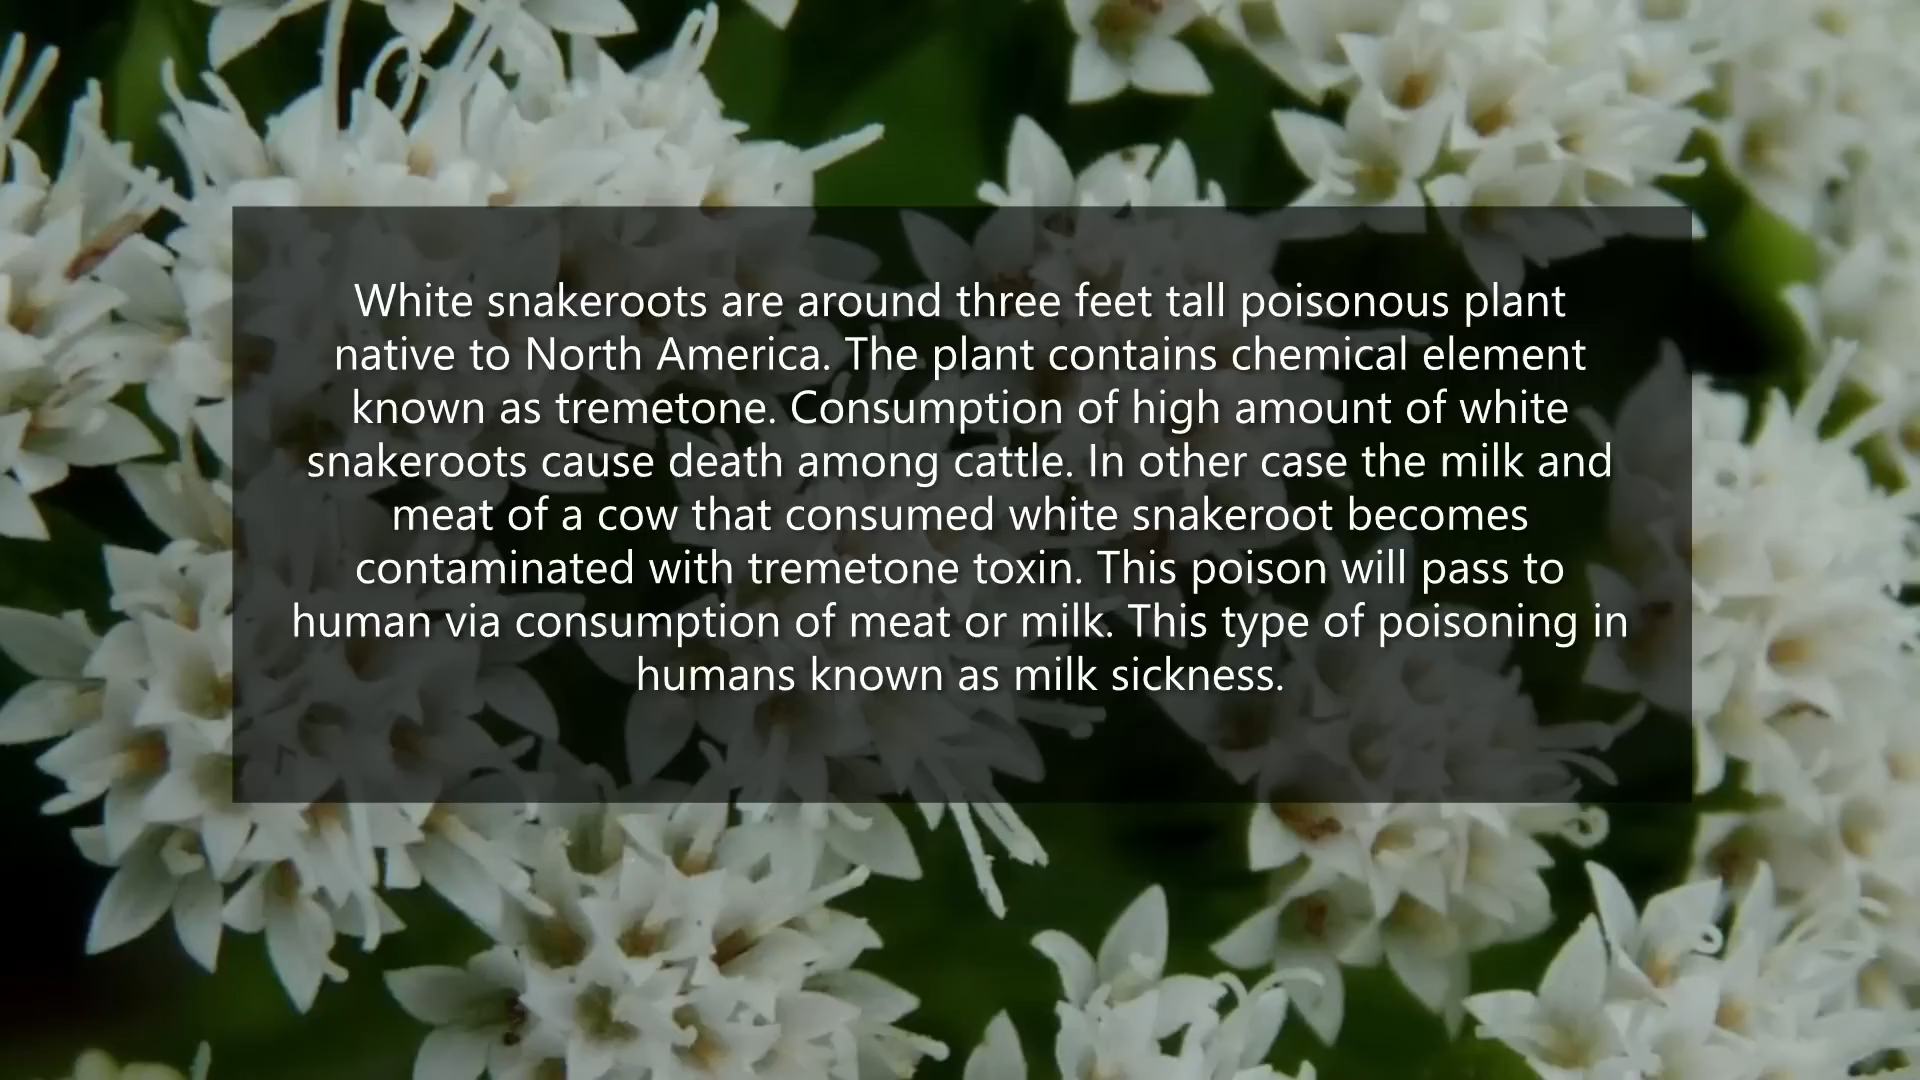 White snakeroots are around three feet tall poisonous plant
native to North America. The plant contains chemical element
known as tremetone. Consumption of high amount of white
snakeroots cause death among cattle. In other case the milk and
meat of a cow that consumed white snakeroot becomes
contaminated with tremetone toxin. This poison will pass to
human via consumption of meat or milk. This type of poisoning in
humans known as milk sickness.